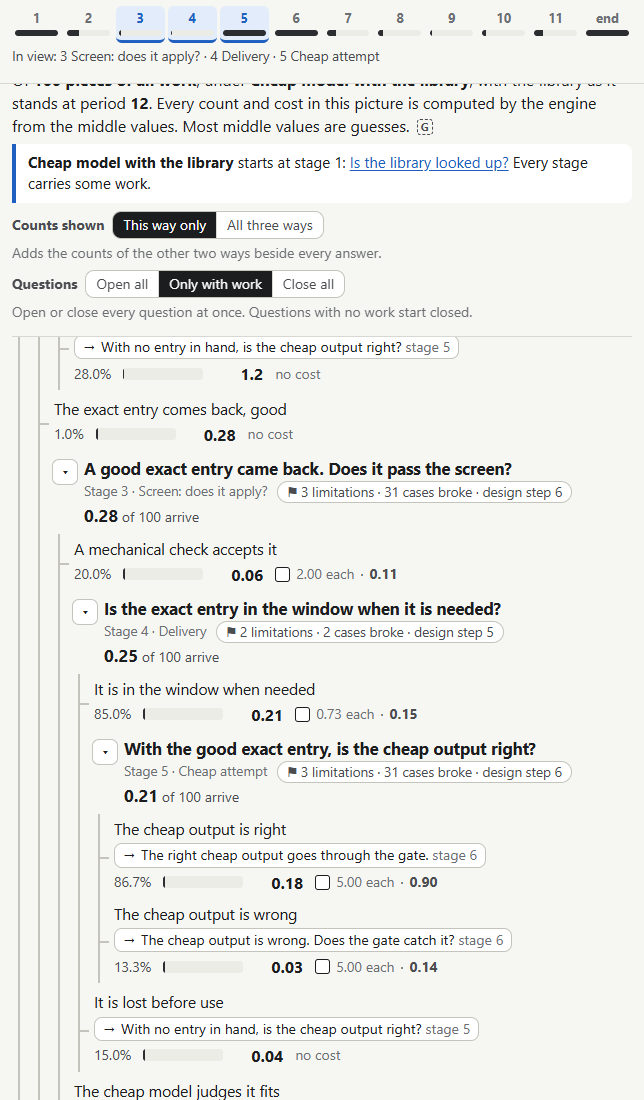 1 2 3 4 5 6 7 8 9 10 11 end
In view: 3 Screen: does it apply? · 4 Delivery · 5 Cheap attempt
Of 100 pieces of all work, under Cheap model with the library, with the library as it
stands at period 12. Every count and cost in this picture is computed by the engine
from the middle values. Most middle values are guesses. G
Cheap model with the library starts at stage 1: Is the library looked up? Every stage
carries some work.
Counts shown This way only All three ways
Adds the counts of the other two ways beside every answer.
Questions Open all Only with work Close all
Open or close every question at once. Questions with no work start closed.
→ With no entry in hand, is the cheap output right? stage 5
28.0% 1.2 no cost
The exact entry comes back, good
1.0% 0.28 no cost
A good exact entry came back. Does it pass the screen?
Stage 3 · Screen: does it apply? ⚑ 3 limitations · 31 cases broke · design step 6
0.28 of 100 arrive
A mechanical check accepts it
20.0% 0.06 2.00 each · 0.11
Is the exact entry in the window when it is needed?
Stage 4 · Delivery ⚑ 2 limitations · 2 cases broke · design step 5
0.25 of 100 arrive
It is in the window when needed
85.0% 0.21 0.73 each · 0.15
With the good exact entry, is the cheap output right?
Stage 5 · Cheap attempt ⚑ 3 limitations · 31 cases broke · design step 6
0.21 of 100 arrive
The cheap output is right
→ The right cheap output goes through the gate. stage 6
86.7% 0.18 5.00 each · 0.90
The cheap output is wrong
→ The cheap output is wrong. Does the gate catch it? stage 6
13.3% 0.03 5.00 each · 0.14
It is lost before use
→ With no entry in hand, is the cheap output right? stage 5
15.0% 0.04 no cost
The cheap model judges it fits